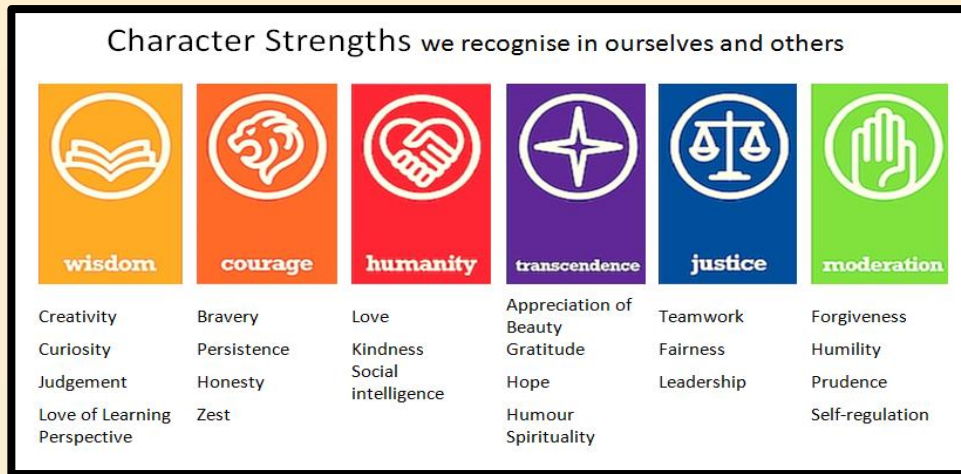 Character Strengths we recognise in ourselves and others
wisdom
courage
humanity
transcendence
justice
moderation
Creativity
Curiosity
Judgement
Love of Learning
Perspective
Bravery
Persistence
Honesty
Zest
Love
Kindness
Social
intelligence
Appreciation of
Beauty
Gratitude
Hope
Humour
Spirituality
Teamwork
Fairness
Leadership
Forgiveness
Humility
Prudence
Self-regulation